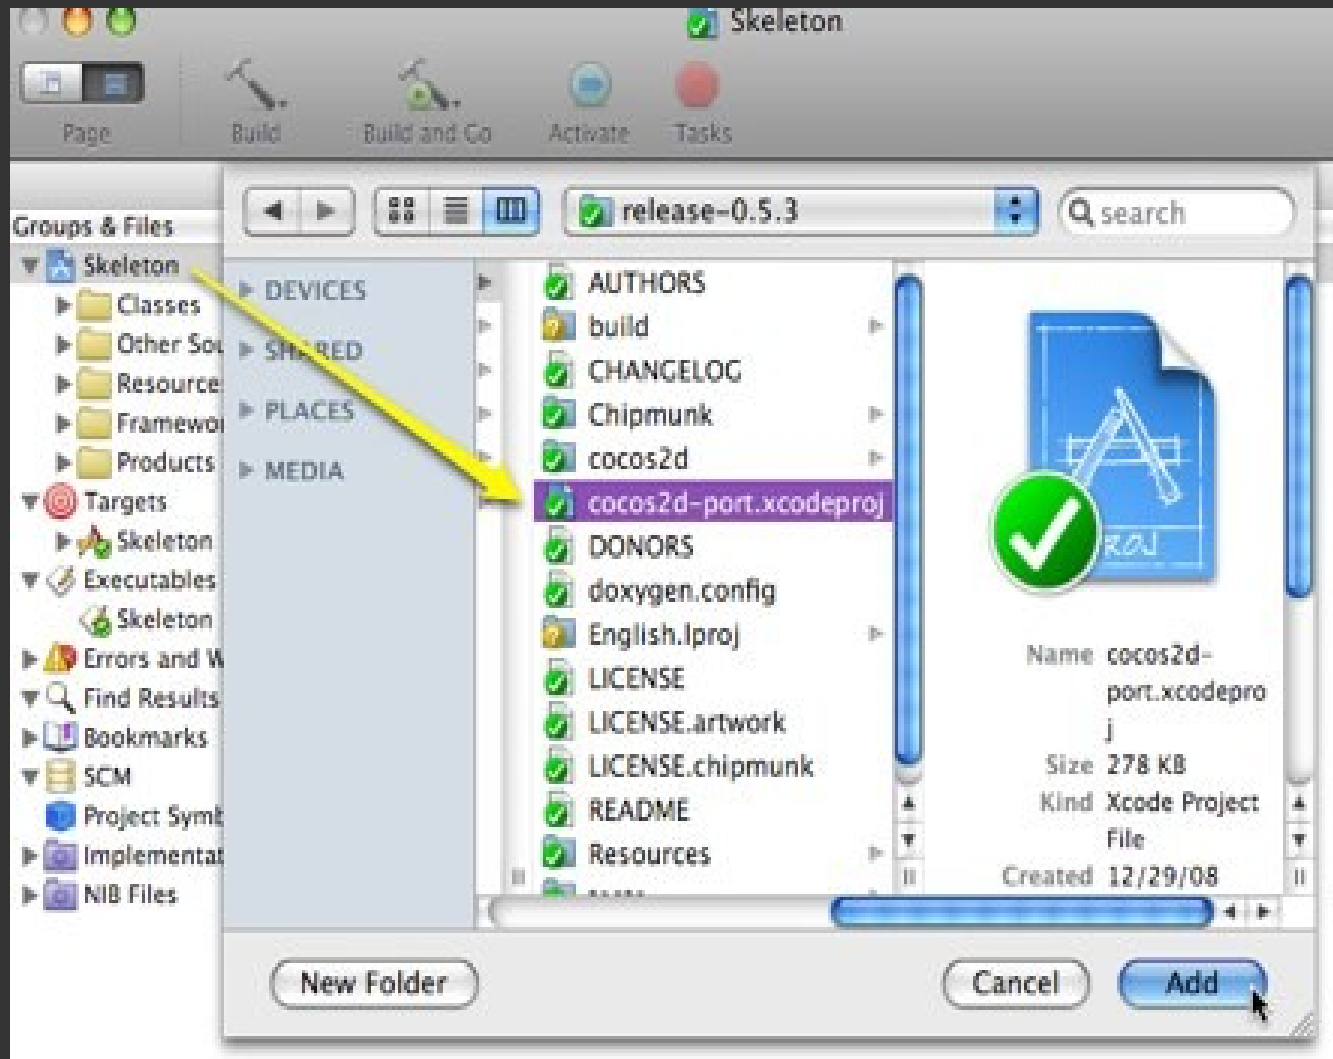 Skeleton
Page
Build
Build and Go
Activate
Tasks
release-0.5.3
search
Groups & Files
Skeleton
Classes
Other Sou
Resource
Framewor
Products
Targets
Skeleton
Executables
Skeleton
Errors and W
Find Results
Bookmarks
SCM
Project Symb
Implementat
NIB Files
DEVICES
SHARED
PLACES
MEDIA
AUTHORS
build
CHANGELOG
Chipmunk
cocos2d
cocos2d-port.xcodeproj
DONORS
doxygen.config
English.lproj
LICENSE
LICENSE.artwork
LICENSE.chipmunk
README
Resources
PROJ
Name cocos2d-
port.xcodepro
j
Size 278 KB
Kind Xcode Project
File
Created 12/29/08
New Folder
Cancel
Add